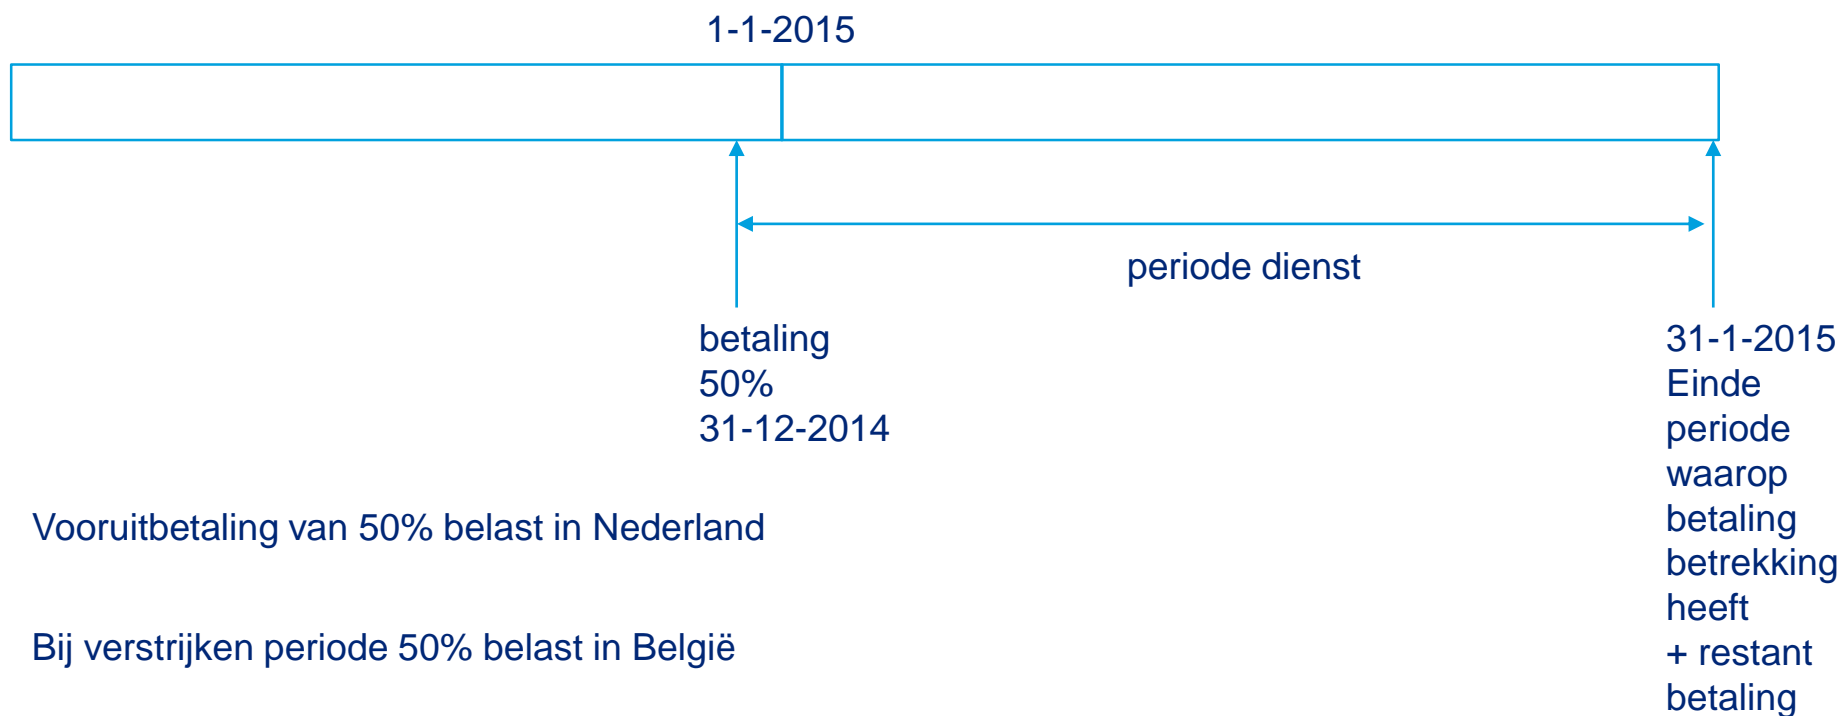 1-1-2015
periode dienst
betaling
50%
31-12-2014
31-1-2015
Einde
periode
waarop
betaling
betrekking
heeft
+ restant
betaling
Vooruitbetaling van 50% belast in Nederland
Bij verstrijken periode 50% belast in België